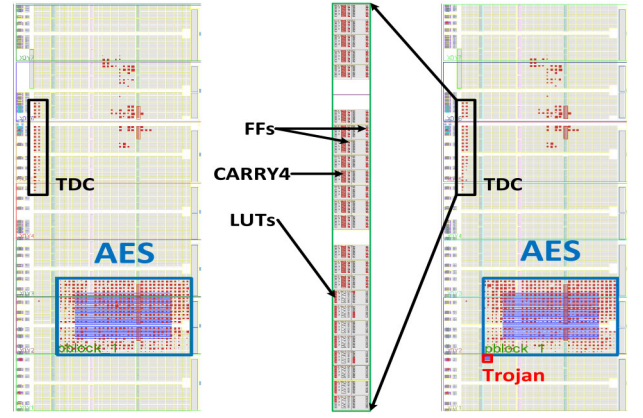 TDC
AES
pblock_1
FFs
CARRY4
LUTs
TDC
AES
pblock_1
Trojan